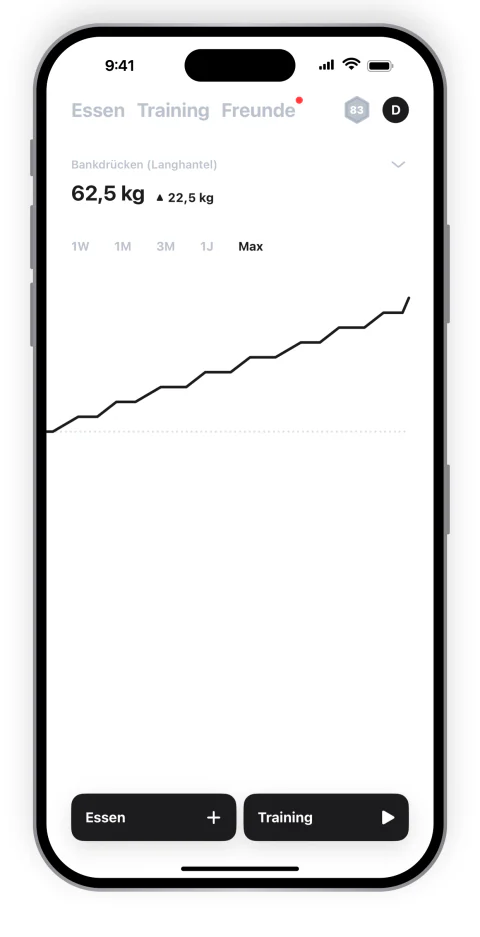 9:41
Essen Training Freunde 83 D
Bankdrücken (Langhantel)
62,5 kg ▲ 22,5 kg
1W 1M 3M 1J Max
Essen + Training